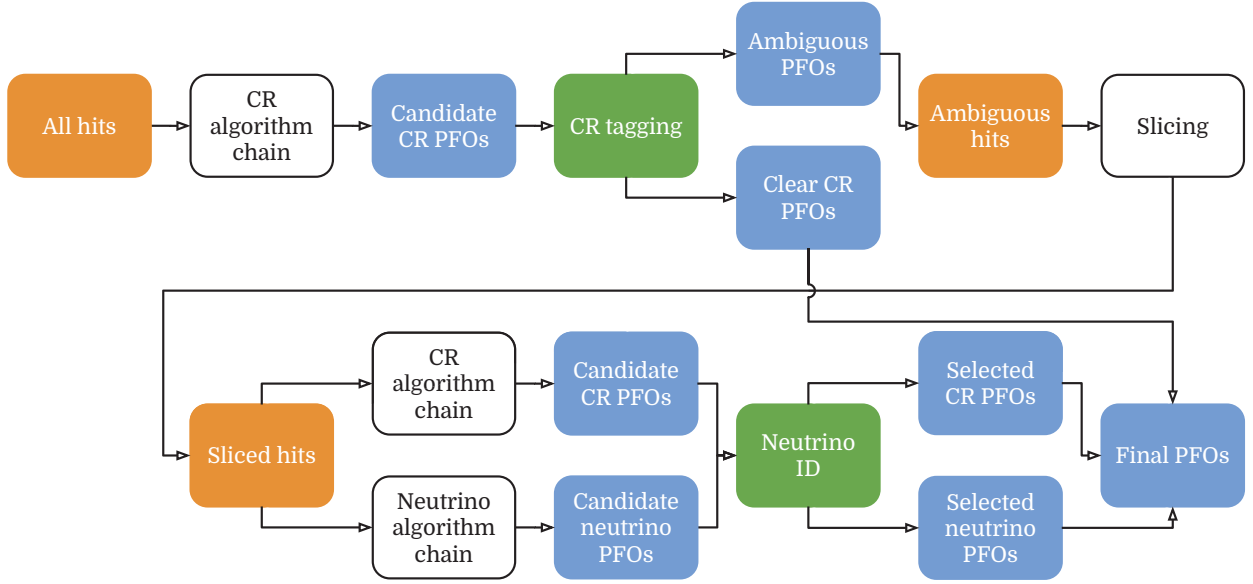 All hits
CR
algorithm
chain
Candidate
CR PFOs
CR tagging
Ambiguous
PFOs
Clear CR
PFOs
Ambiguous
hits
Slicing
Sliced hits
CR
algorithm
chain
Neutrino
algorithm
chain
Candidate
CR PFOs
Candidate
neutrino
PFOs
Neutrino
ID
Selected
CR PFOs
Selected
neutrino
PFOs
Final PFOs